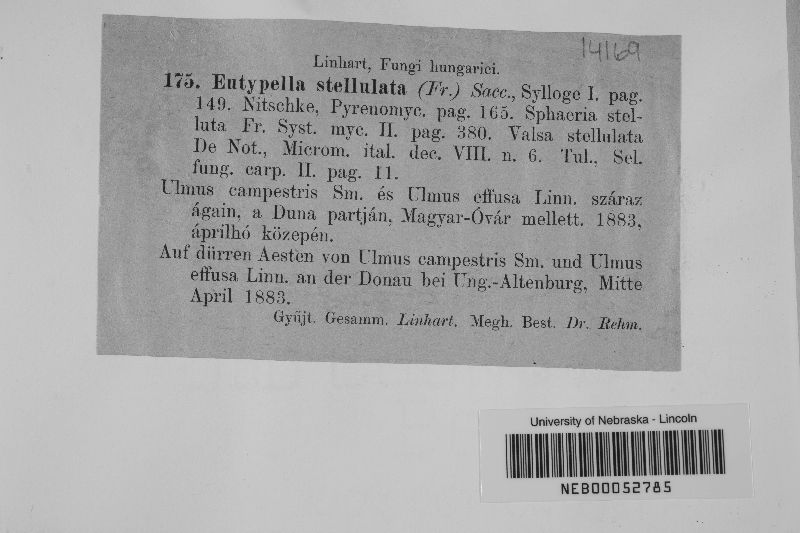 14169
Linhart, Fungi hungarici.
175. Eutypella stellulata (Fr.) Sacc., Sylloge I. pag.
149. Nitschke, Pyrenomyc. pag. 165. Sphaeria stel-
luta Fr. Syst. myc. II. pag. 380. Valsa stellulata
De Not., Microm. ital. dec. VIII. n. 6. Tul., Sel.
fung. carp. II. pag. 11.
Ulmus campestris Sm. és Ulmus effusa Linn. száraz
ágain, a Duna partján, Magyar-Óvár mellett. 1883,
áprilhó közepén.
Auf dürren Aesten von Ulmus campestris Sm. und Ulmus
effusa Linn. an der Donau bei Ung.-Altenburg, Mitte
April 1883.
Gyűjt. Gesamm. Linhart. Megh. Best. Dr. Rehm.
University of Nebraska - Lincoln
NEB00052785